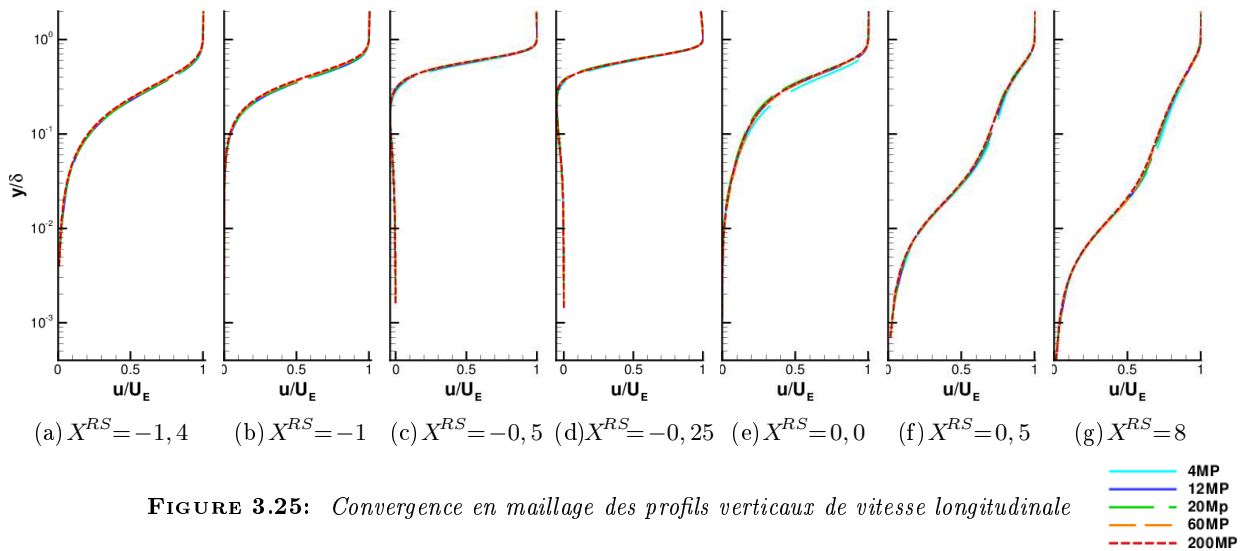 y/δ
10⁰
10⁻¹
10⁻²
10⁻³
0 0.5 1
0 0.5 1
0 0.5 1
0 0.5 1
0 0.5 1
0 0.5 1
0 0.5 1
u/U_E u/U_E u/U_E u/U_E u/U_E u/U_E u/U_E
(a) X^{RS}=−1,4 (b) X^{RS}=−1 (c) X^{RS}=−0,5 (d) X^{RS}=−0,25 (e) X^{RS}=0,0 (f) X^{RS}=0,5 (g) X^{RS}=8
FIGURE 3.25: Convergence en maillage des profils verticaux de vitesse longitudinale
4MP
12MP
20Mp
60MP
200MP